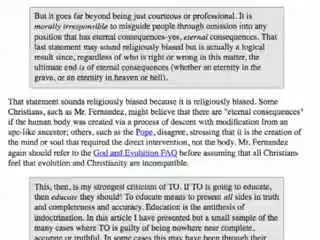 But it goes far beyond being just courteous or professional. It is
morally irresponsible to misguide people through omission into any
position that has eternal consequences-yes, eternal consequences. That
last statement may sound religiously biased but is actually a logical
result since, regardless of who is right or wrong in this matter, the
ultimate end is of eternal consequences (whether an eternity in the grave,
or an eternity in heaven or hell).
That statement sounds religiously biased because it is religiously biased. Some
Christians, such as Mr. Fernandez, might believe that there are "eternal consequences"
if the human body was created via a process of descent with modification from an
ape-like ancestor; others, such as the Pope, disagree, stressing that it is the creation of
the mind or soul that required the direct intervention, not the body. Mr. Fernandez
again should refer to the God and Evolution FAQ before assuming that all Christians
feel that evolution and Christianity are incompatible.
This, then, is my strongest criticism of TO. If TO is going to educate,
then educate they should! To educate means to present all sides in truth
and completeness and accuracy. Education is the antithesis of
indoctrination. In this article I have presented but a small sample of the
many cases where TO is guilty of being nowhere near complete,
accurate or truthful. In some cases this may have been through their